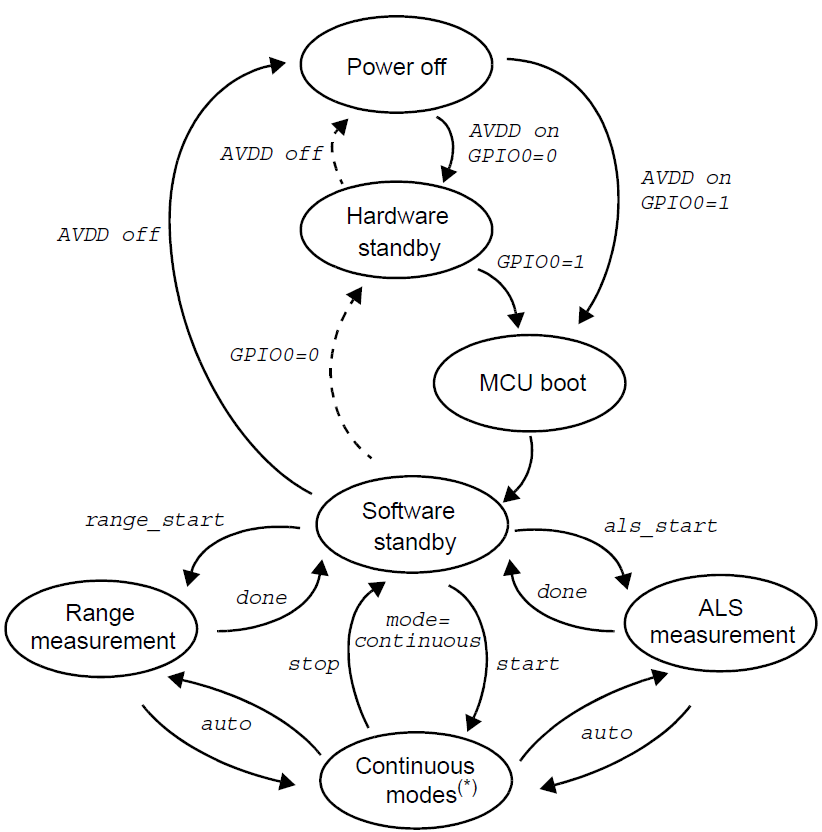 Power off
AVDD on
GPIO0=0
AVDD off
AVDD on
GPIO0=1
Hardware
standby
AVDD off
GPIO0=1
GPIO0=0
MCU boot
Software
standby
range_start
als_start
done
done
Range
measurement
ALS
measurement
mode=
continuous
stop
start
auto
auto
Continuous
modes(*)